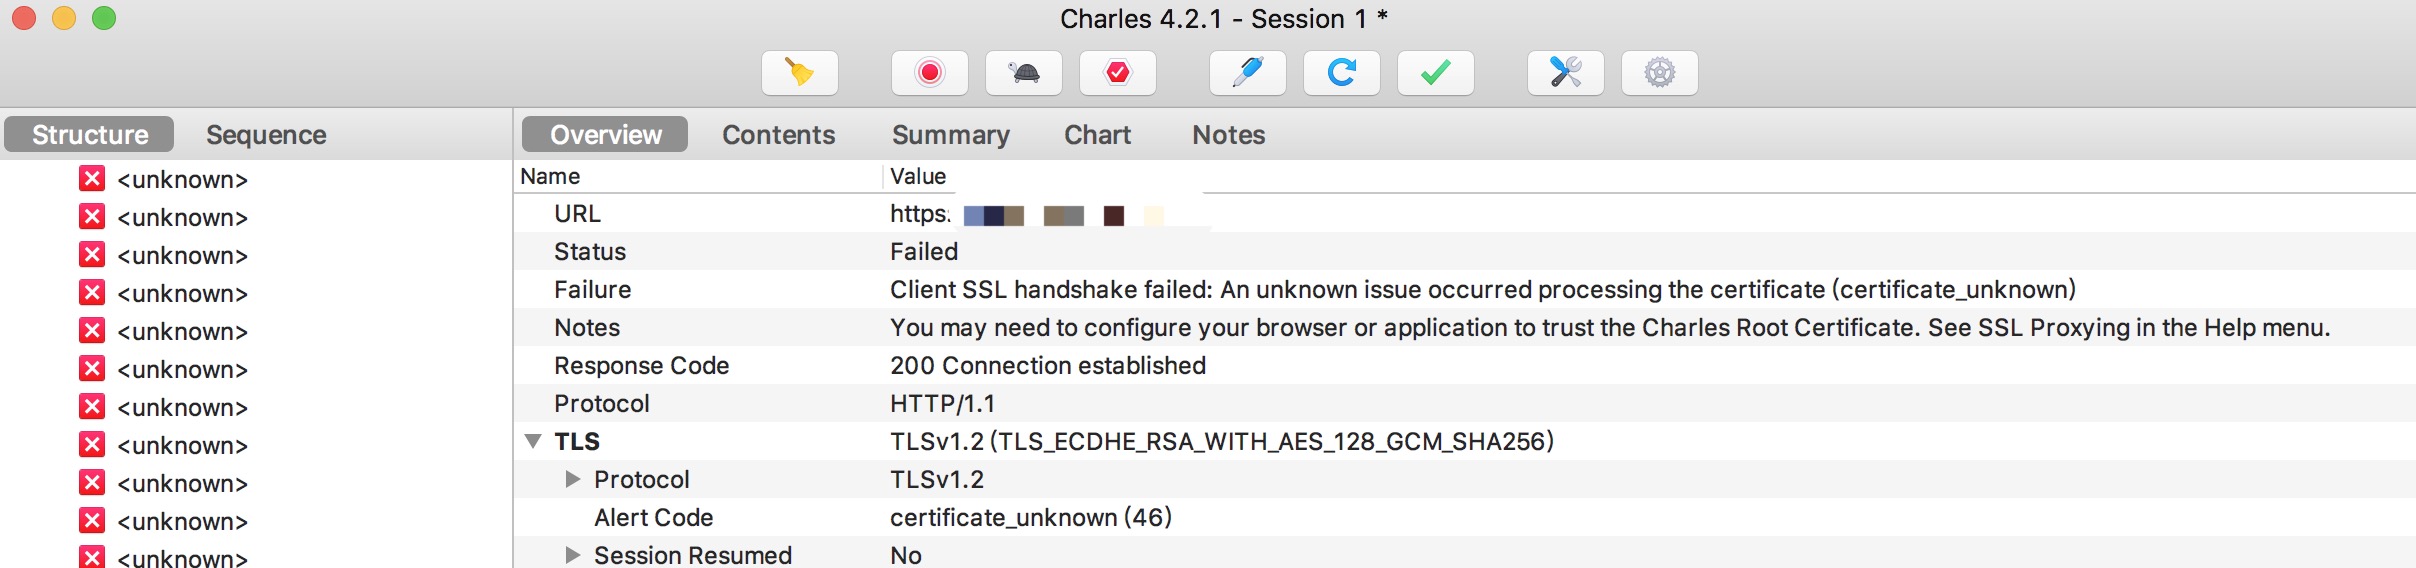 Charles 4.2.1 - Session 1 *
Structure Sequence
Overview Contents Summary Chart Notes
<unknown>
<unknown>
<unknown>
<unknown>
<unknown>
<unknown>
<unknown>
<unknown>
<unknown>
<unknown>
<unknown>
Name Value
URL https:
Status Failed
Failure Client SSL handshake failed: An unknown issue occurred processing the certificate (certificate_unknown)
Notes You may need to configure your browser or application to trust the Charles Root Certificate. See SSL Proxying in the Help menu.
Response Code 200 Connection established
Protocol HTTP/1.1
TLS TLSv1.2 (TLS_ECDHE_RSA_WITH_AES_128_GCM_SHA256)
Protocol TLSv1.2
Alert Code certificate_unknown (46)
Session Resumed No